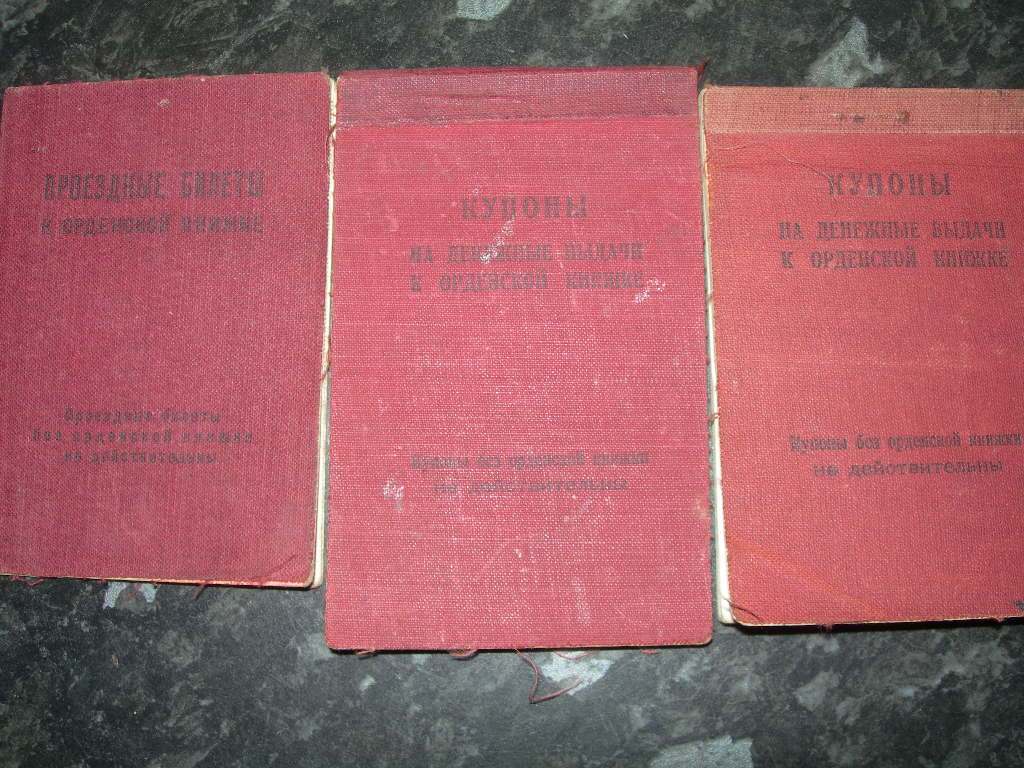 ПРОЕЗДНЫЕ БИЛЕТЫ
К ОРДЕНСКОЙ КНИЖКЕ
Проездные билеты
без орденской книжки
не действительны
КУПОНЫ
НА ДЕНЕЖНЫЕ ВЫДАЧИ
К ОРДЕНСКОЙ КНИЖКЕ
Купоны без орденской книжки
не действительны
КУПОНЫ
НА ДЕНЕЖНЫЕ ВЫДАЧИ
К ОРДЕНСКОЙ КНИЖКЕ
Купоны без орденской книжки
не действительны